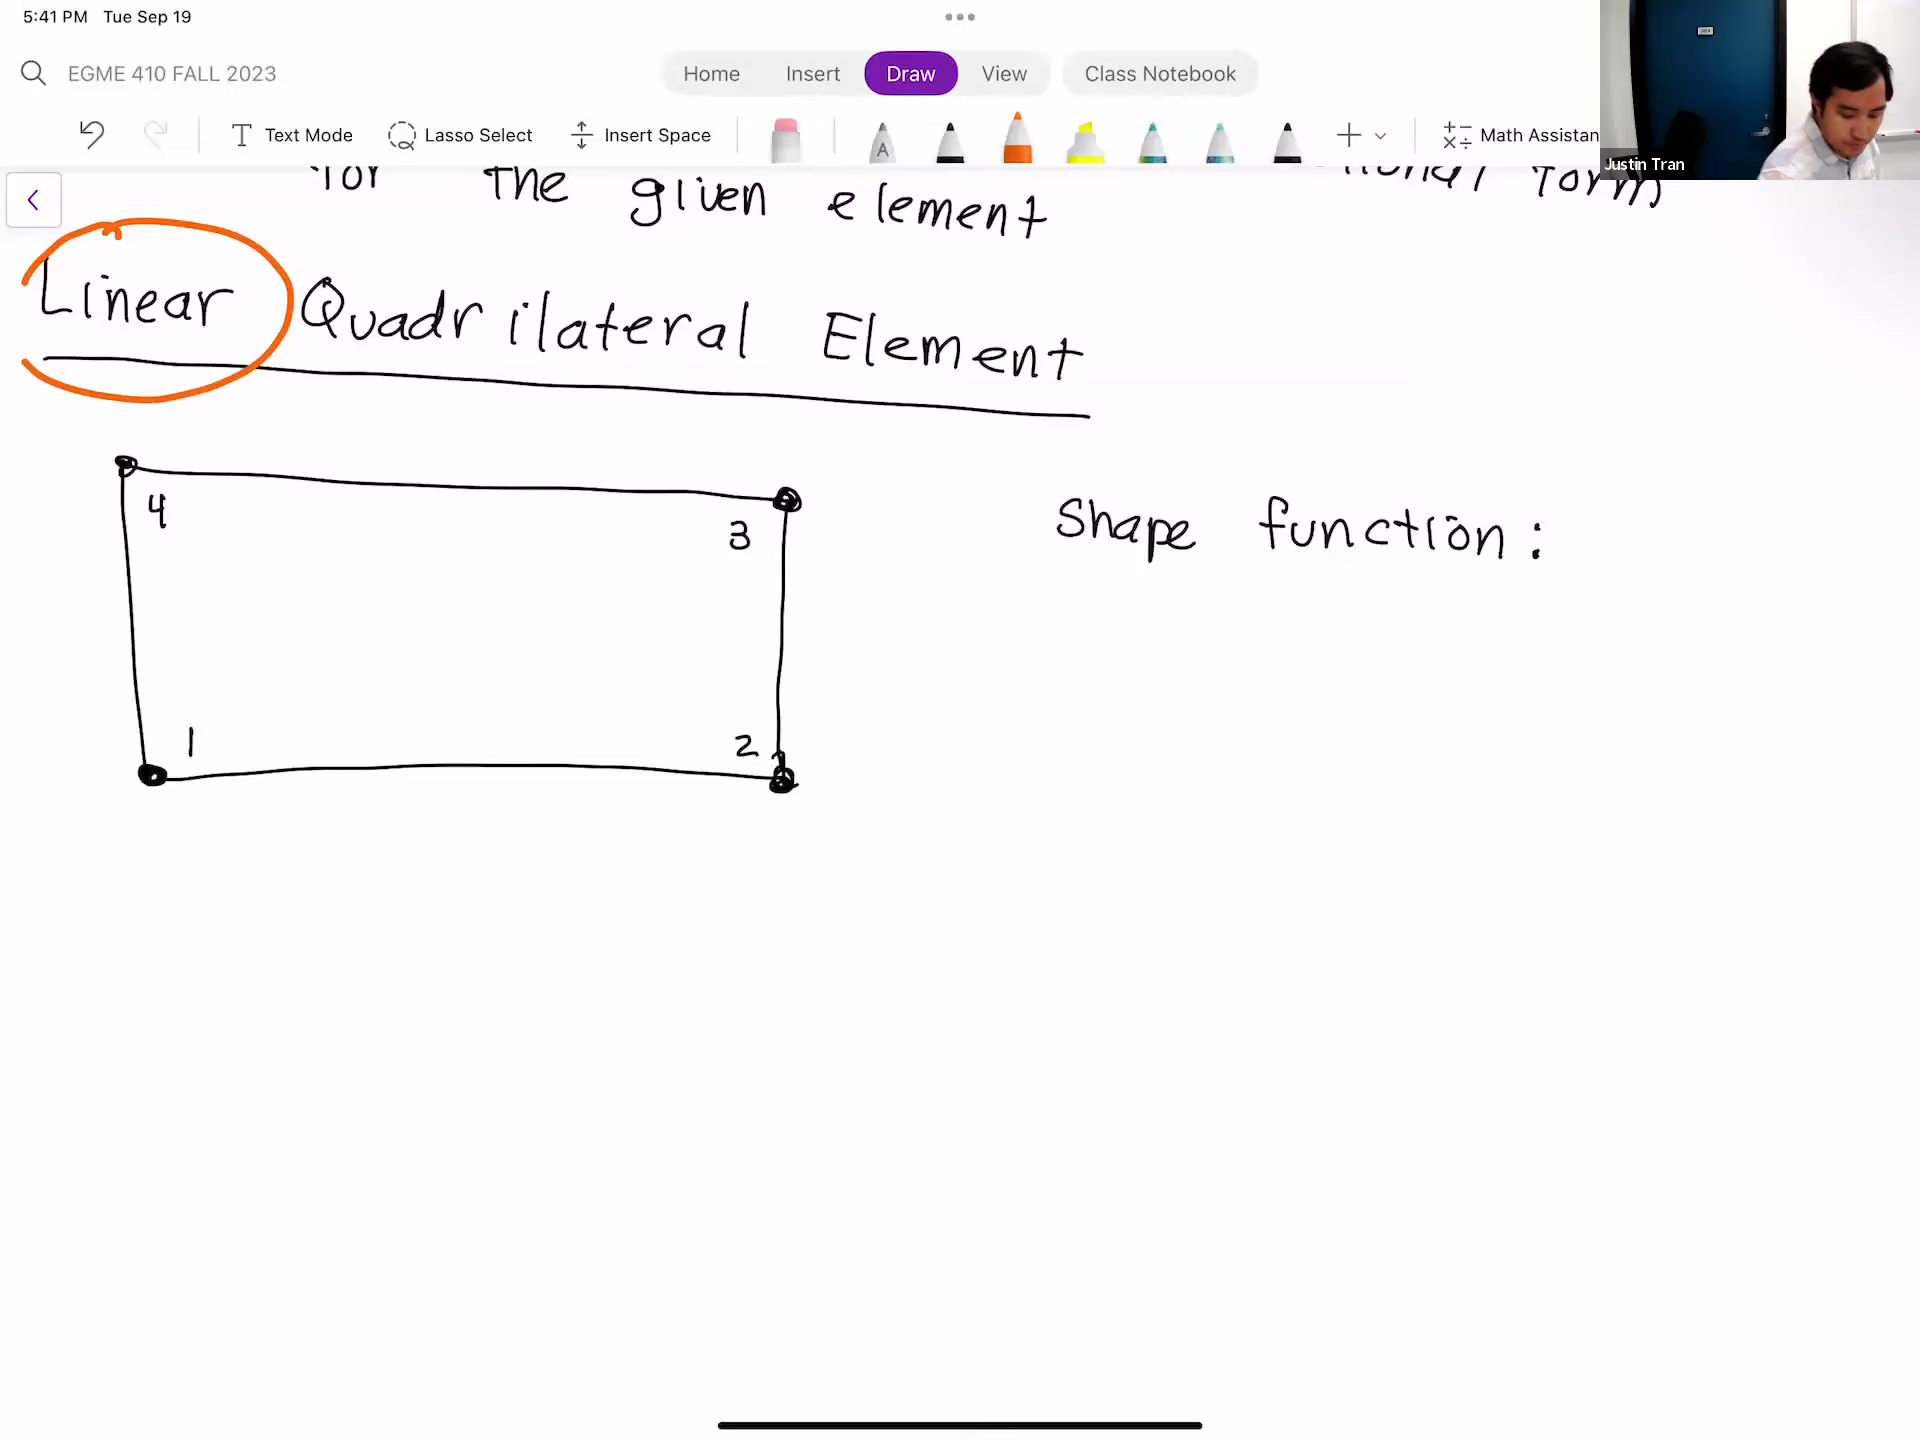 5:41 PM Tue Sep 19
EGME 410 FALL 2023
Home Insert Draw View Class Notebook
Text Mode Lasso Select Insert Space A Math Assistan
Justin Tran
for the given element
form
Linear Quadrilateral Element
4
3
Shape function:
1
2